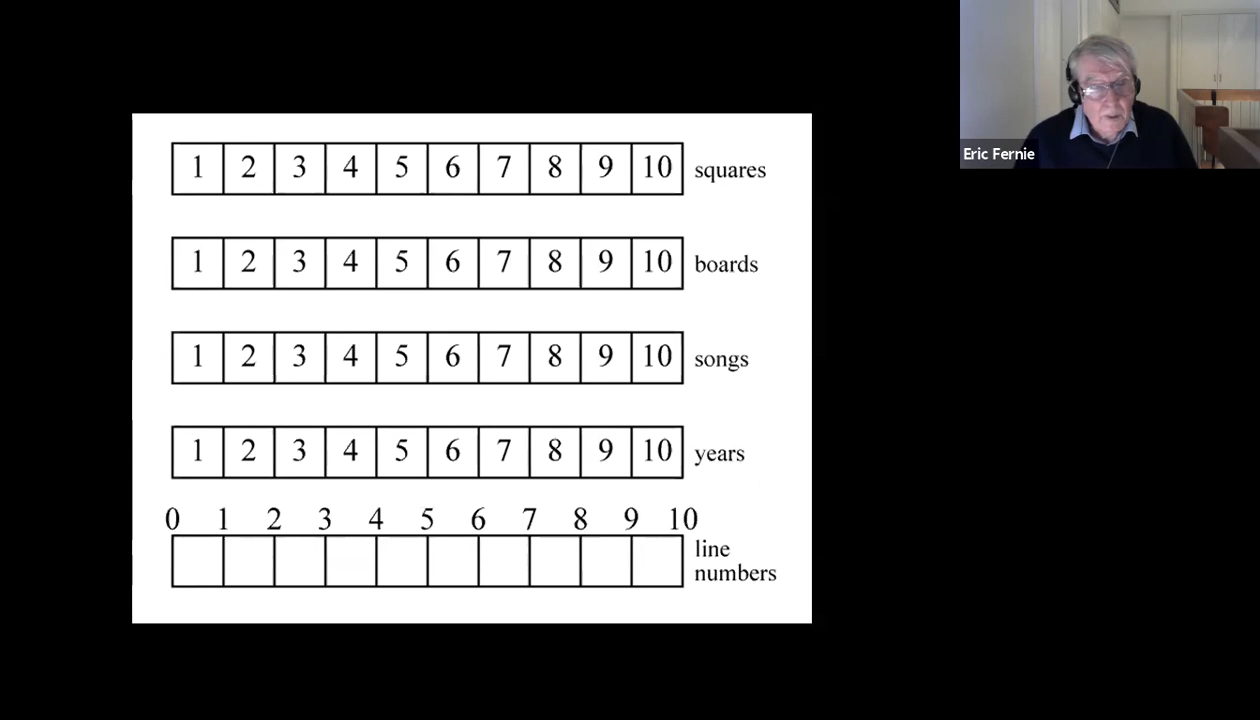 1 2 3 4 5 6 7 8 9 10 squares
1 2 3 4 5 6 7 8 9 10 boards
1 2 3 4 5 6 7 8 9 10 songs
1 2 3 4 5 6 7 8 9 10 years
0 1 2 3 4 5 6 7 8 9 10
line
numbers
Eric Fernie